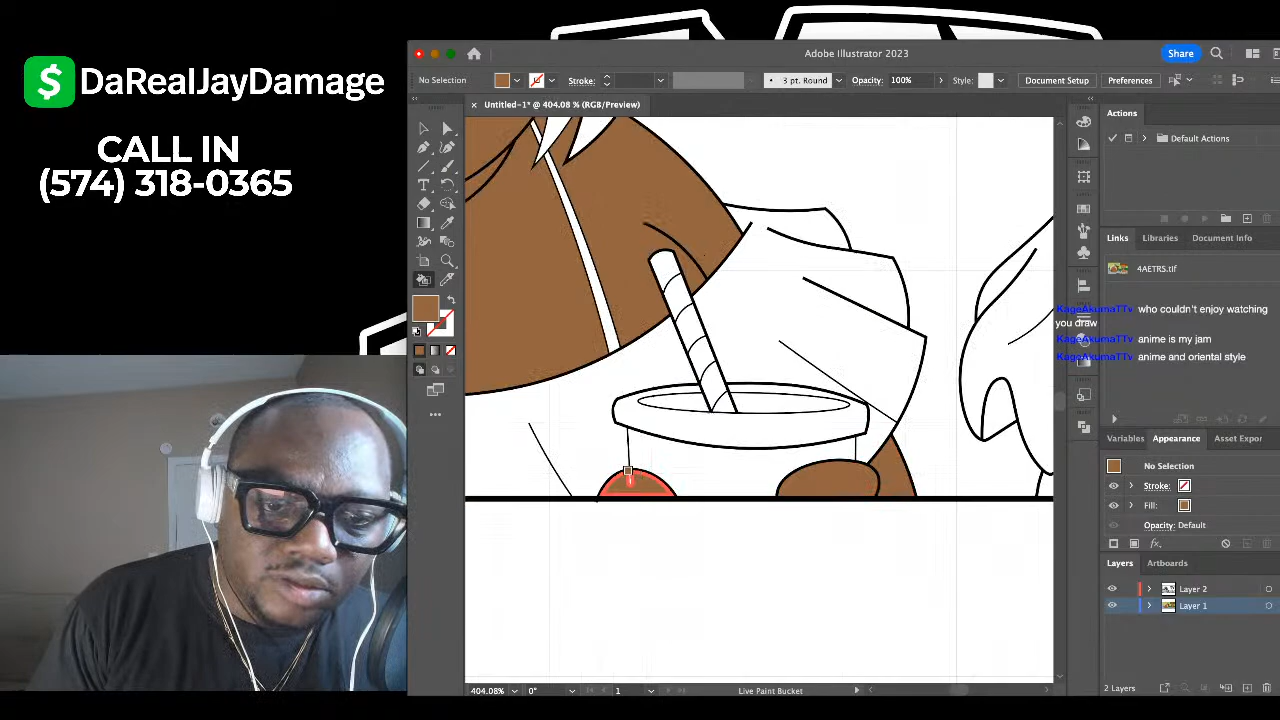 $ DaRealJayDamage
CALL IN
(574) 318-0365
Adobe Illustrator 2023
Share
No Selection
Stroke:
3 pt. Round
Opacity: 100%
Style:
Document Setup
Preferences
× Untitled-1* @ 404.08 % (RGB/Preview)
Actions
Default Actions
Links
Libraries
Document Info
4AETRS.tif
KageAkumaTTv who couldn't enjoy watching
you draw
KageAkumaTTv anime is my jam
KageAkumaTTv anime and oriental style
Variables
Appearance
Asset Expor
No Selection
Stroke:
Fill:
Opacity: Default
Layers
Artboards
Layer 2
Layer 1
2 Layers
404.08%
0°
1
Live Paint Bucket